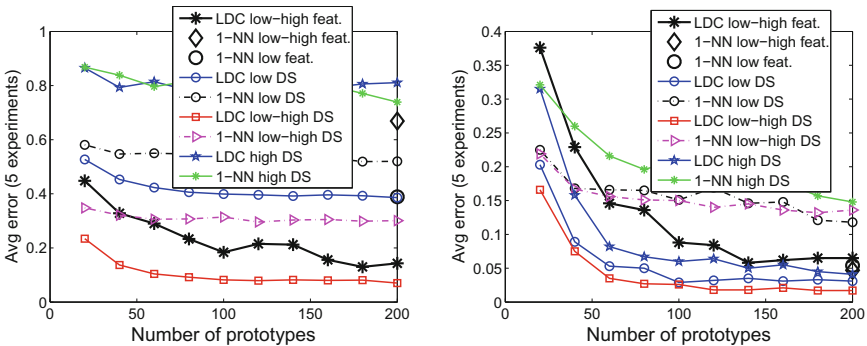 LDC low-high feat.
1-NN low-high feat.
1-NN low feat.
LDC low DS
1-NN low DS
LDC low-high DS
1-NN low-high DS
LDC high DS
1-NN high DS
1
0.8
0.6
0.4
0.2
0
0
50
100
150
200
Avg error (5 experiments)
Number of prototypes
LDC low-high feat.
1-NN low-high feat.
1-NN low feat.
LDC low DS
1-NN low DS
LDC low-high DS
1-NN low-high DS
LDC high DS
1-NN high DS
0.4
0.35
0.3
0.25
0.2
0.15
0.1
0.05
0
0
50
100
150
200
Avg error (5 experiments)
Number of prototypes